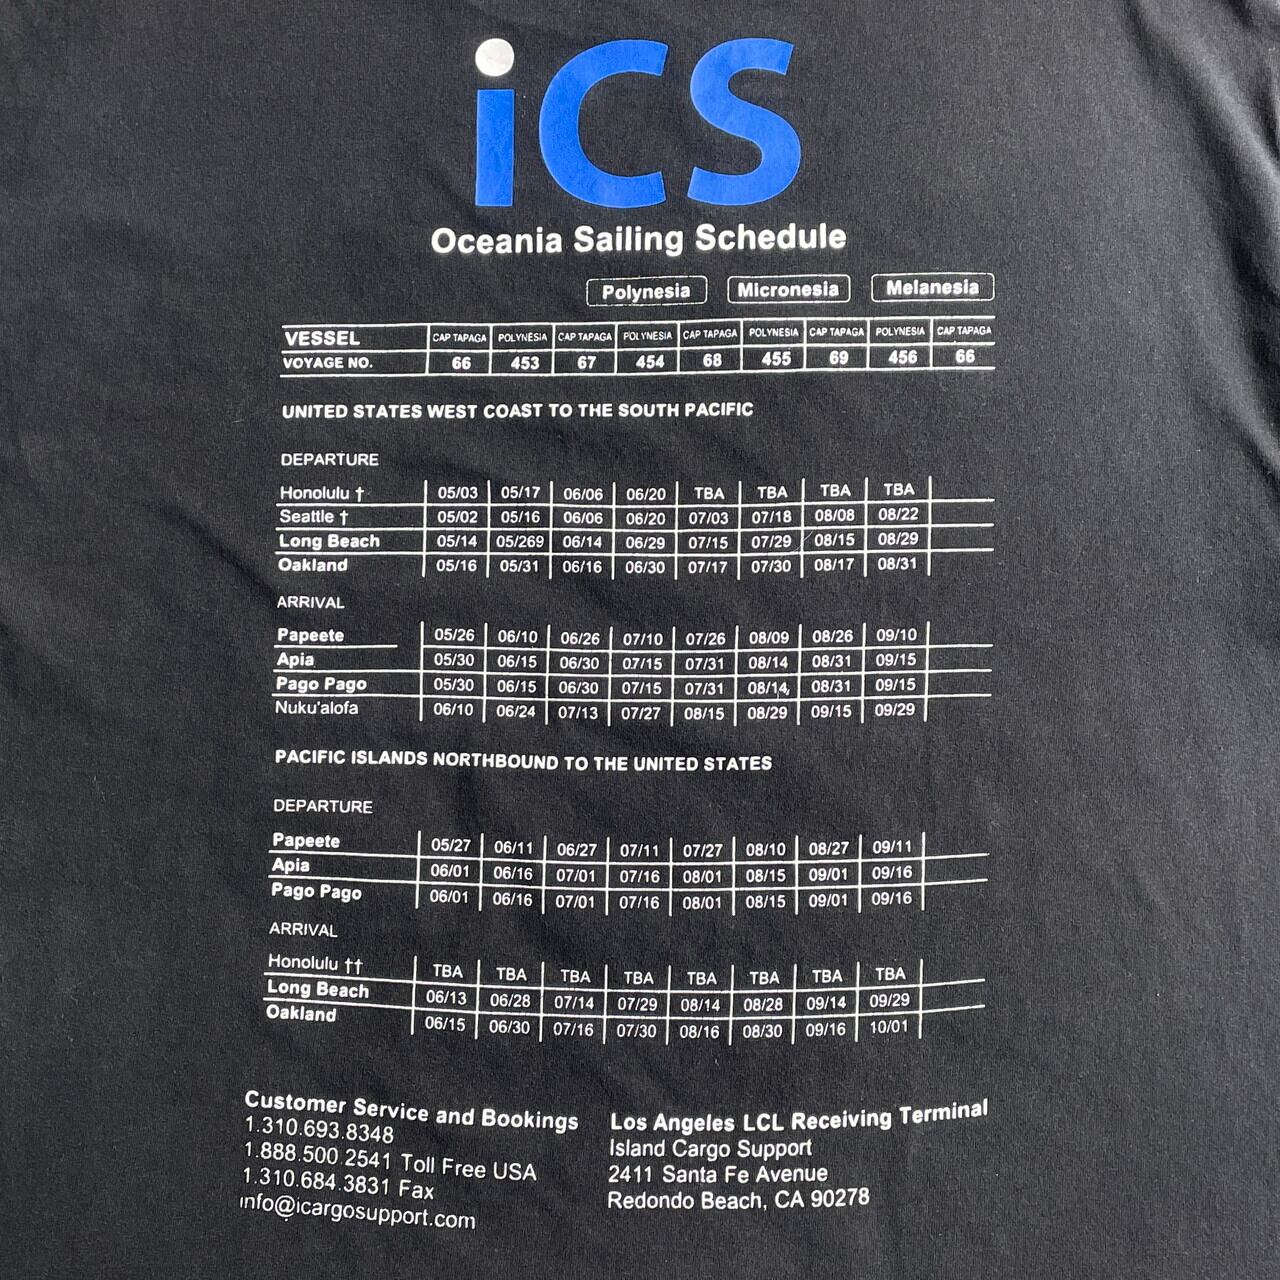 iCS
Oceania Sailing Schedule
Polynesia Micronesia Melanesia
VESSEL CAP TAPAGA POLYNESIA CAP TAPAGA POLYNESIA CAP TAPAGA POLYNESIA CAP TAPAGA POLYNESIA CAP TAPAGA
VOYAGE NO. 66 453 67 454 68 455 69 456 66
UNITED STATES WEST COAST TO THE SOUTH PACIFIC
DEPARTURE
Honolulu † 05/03 05/17 06/06 06/20 TBA TBA TBA TBA
Seattle † 05/02 05/16 06/06 06/20 07/03 07/18 08/08 08/22
Long Beach 05/14 05/269 06/14 06/29 07/15 07/29 08/15 08/29
Oakland 05/16 05/31 06/16 06/30 07/17 07/30 08/17 08/31
ARRIVAL
Papeete 05/26 06/10 06/26 07/10 07/26 08/09 08/26 09/10
Apia 05/30 06/15 06/30 07/15 07/31 08/14 08/31 09/15
Pago Pago 05/30 06/15 06/30 07/15 07/31 08/14, 08/31 09/15
Nuku'alofa 06/10 06/24 07/13 07/27 08/15 08/29 09/15 09/29
PACIFIC ISLANDS NORTHBOUND TO THE UNITED STATES
DEPARTURE
Papeete 05/27 06/11 06/27 07/11 07/27 08/10 08/27 09/11
Apia 06/01 06/16 07/01 07/16 08/01 08/15 09/01 09/16
Pago Pago 06/01 06/16 07/01 07/16 08/01 08/15 09/01 09/16
ARRIVAL
Honolulu †† TBA TBA TBA TBA TBA TBA TBA TBA
Long Beach 06/13 06/28 07/14 07/29 08/14 08/28 09/14 09/29
Oakland 06/15 06/30 07/16 07/30 08/16 08/30 09/16 10/01
Customer Service and Bookings
1.310.693.8348
1.888.500.2541 Toll Free USA
1.310.684.3831 Fax
info@icargosupport.com
Los Angeles LCL Receiving Terminal
Island Cargo Support
2411 Santa Fe Avenue
Redondo Beach, CA 90278